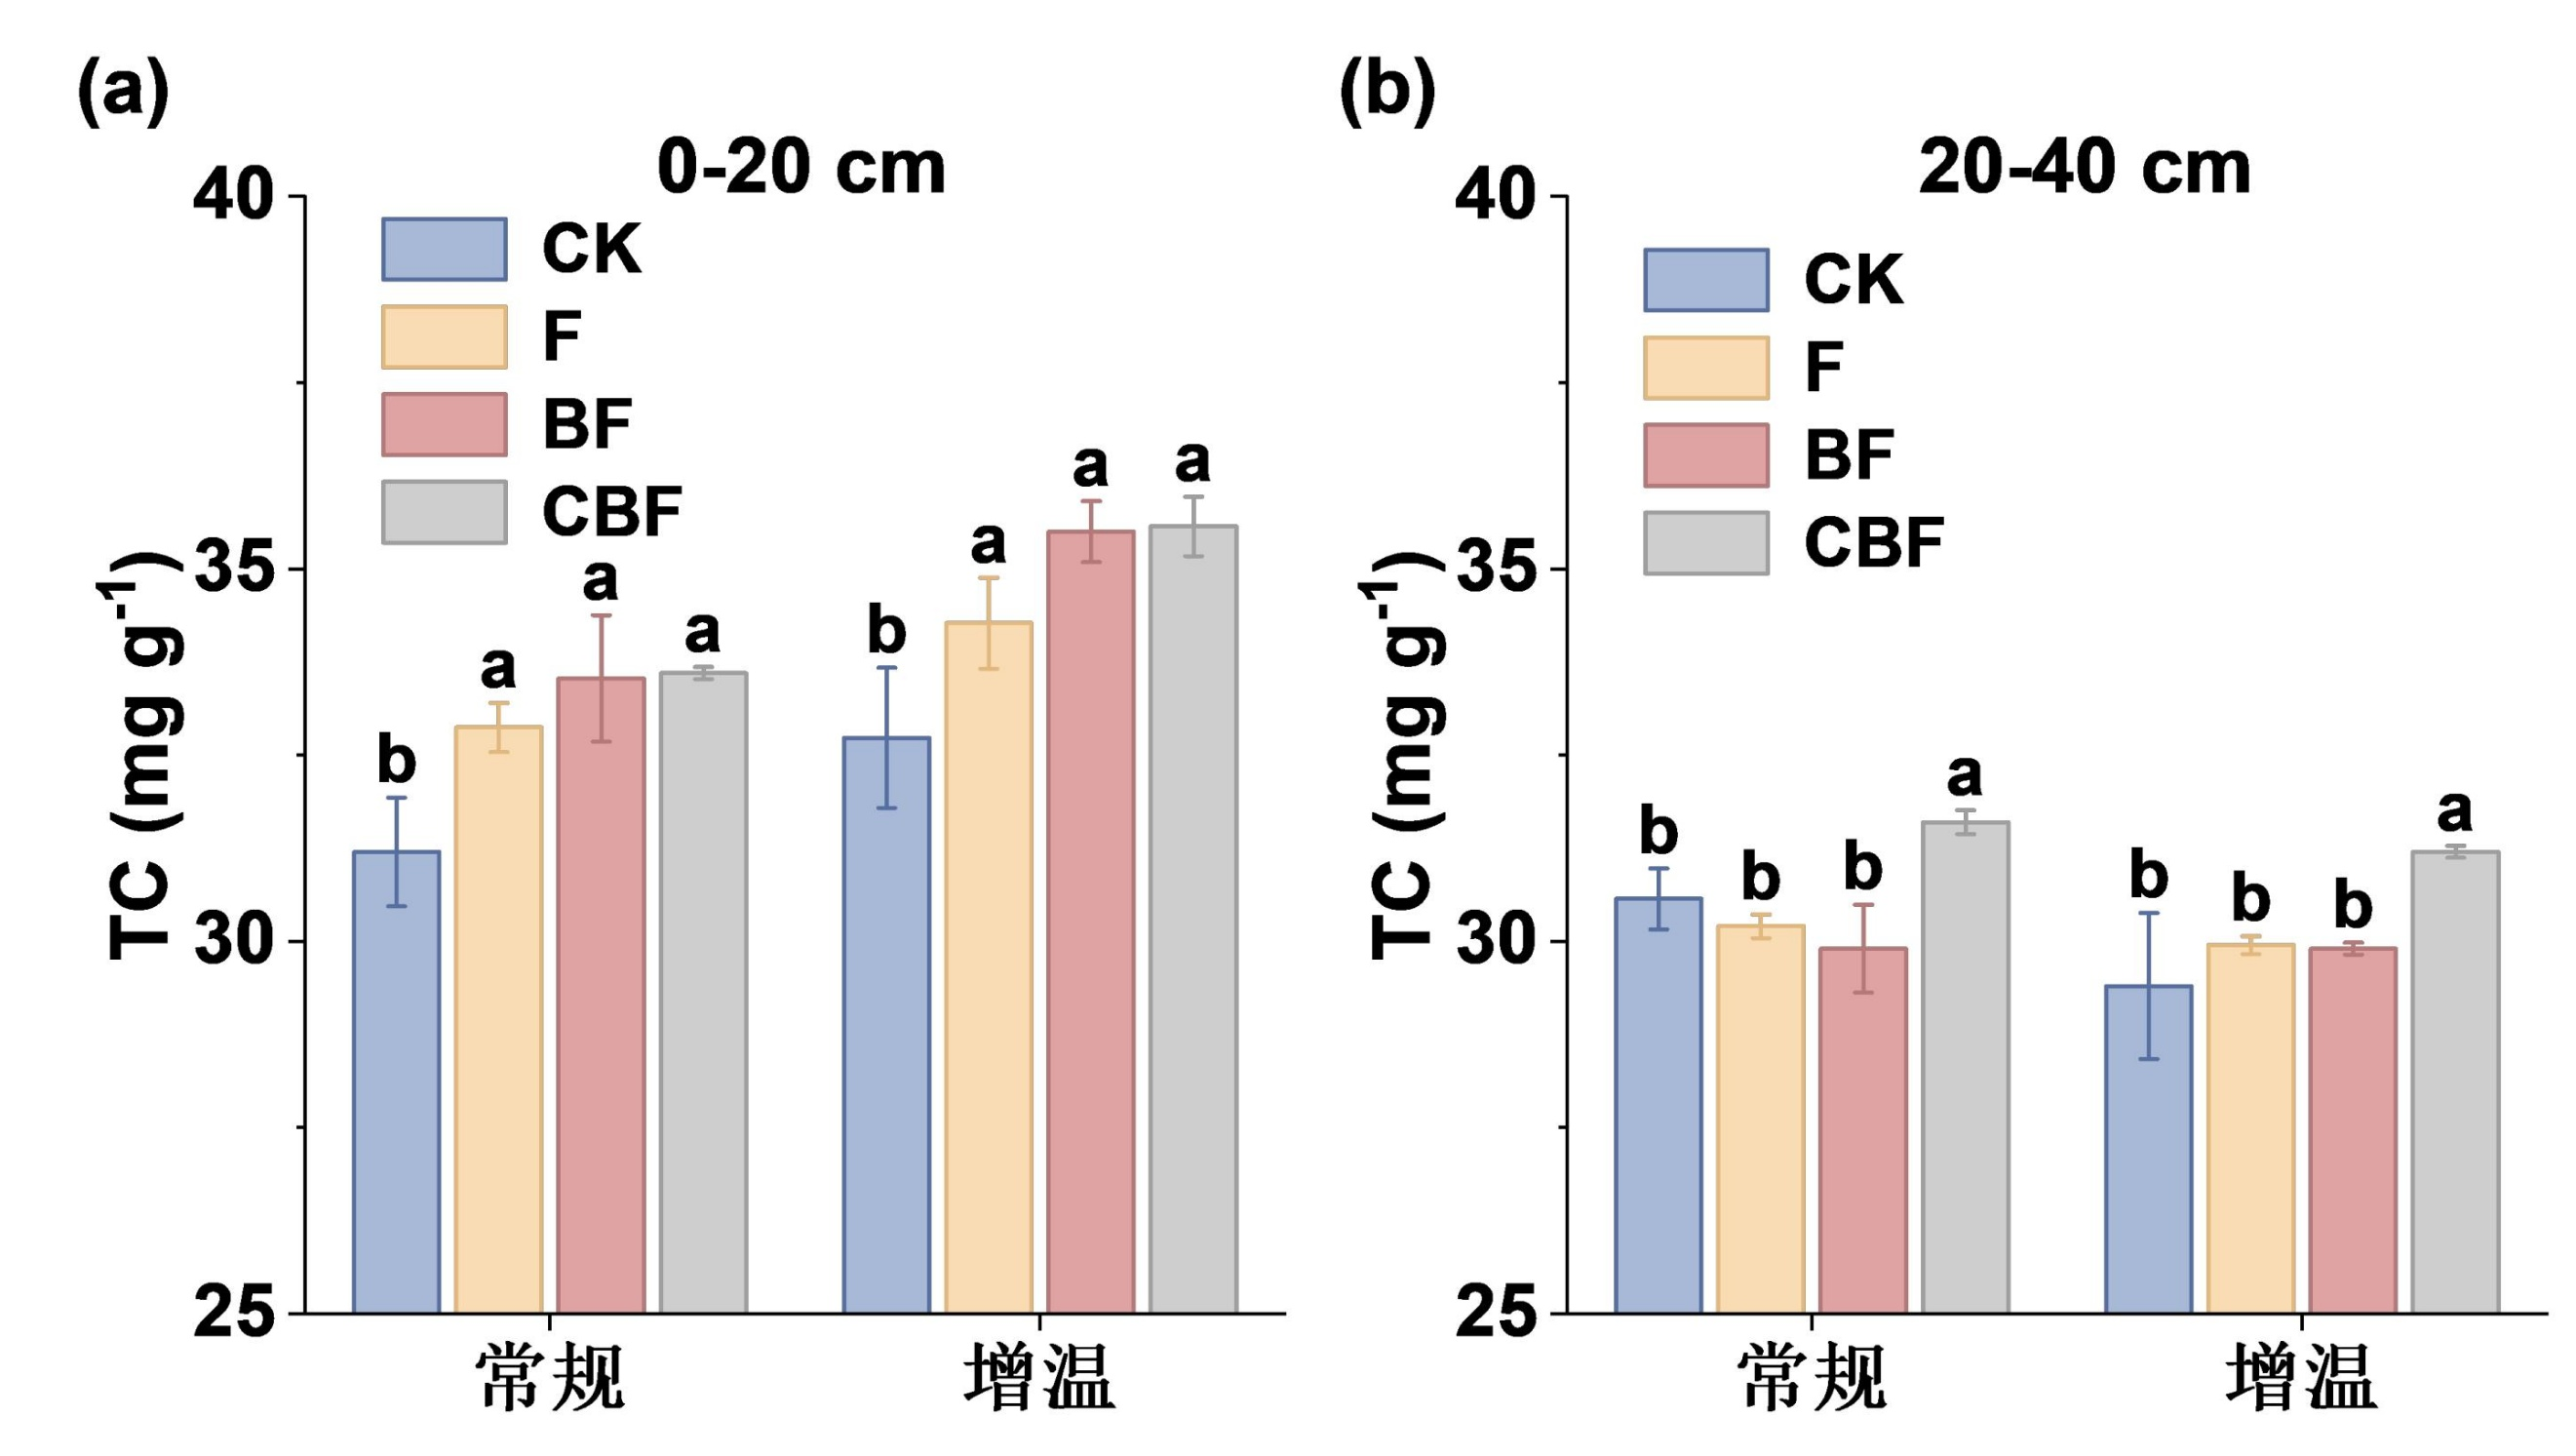 (a)
0-20 cm
CK
F
BF
CBF
TC (mg g⁻¹)
40
35
30
25
b
a
a
a
b
a
a
a
常规
增温
(b)
20-40 cm
CK
F
BF
CBF
TC (mg g⁻¹)
40
35
30
25
b
b
b
a
b
b
b
a
常规
增温